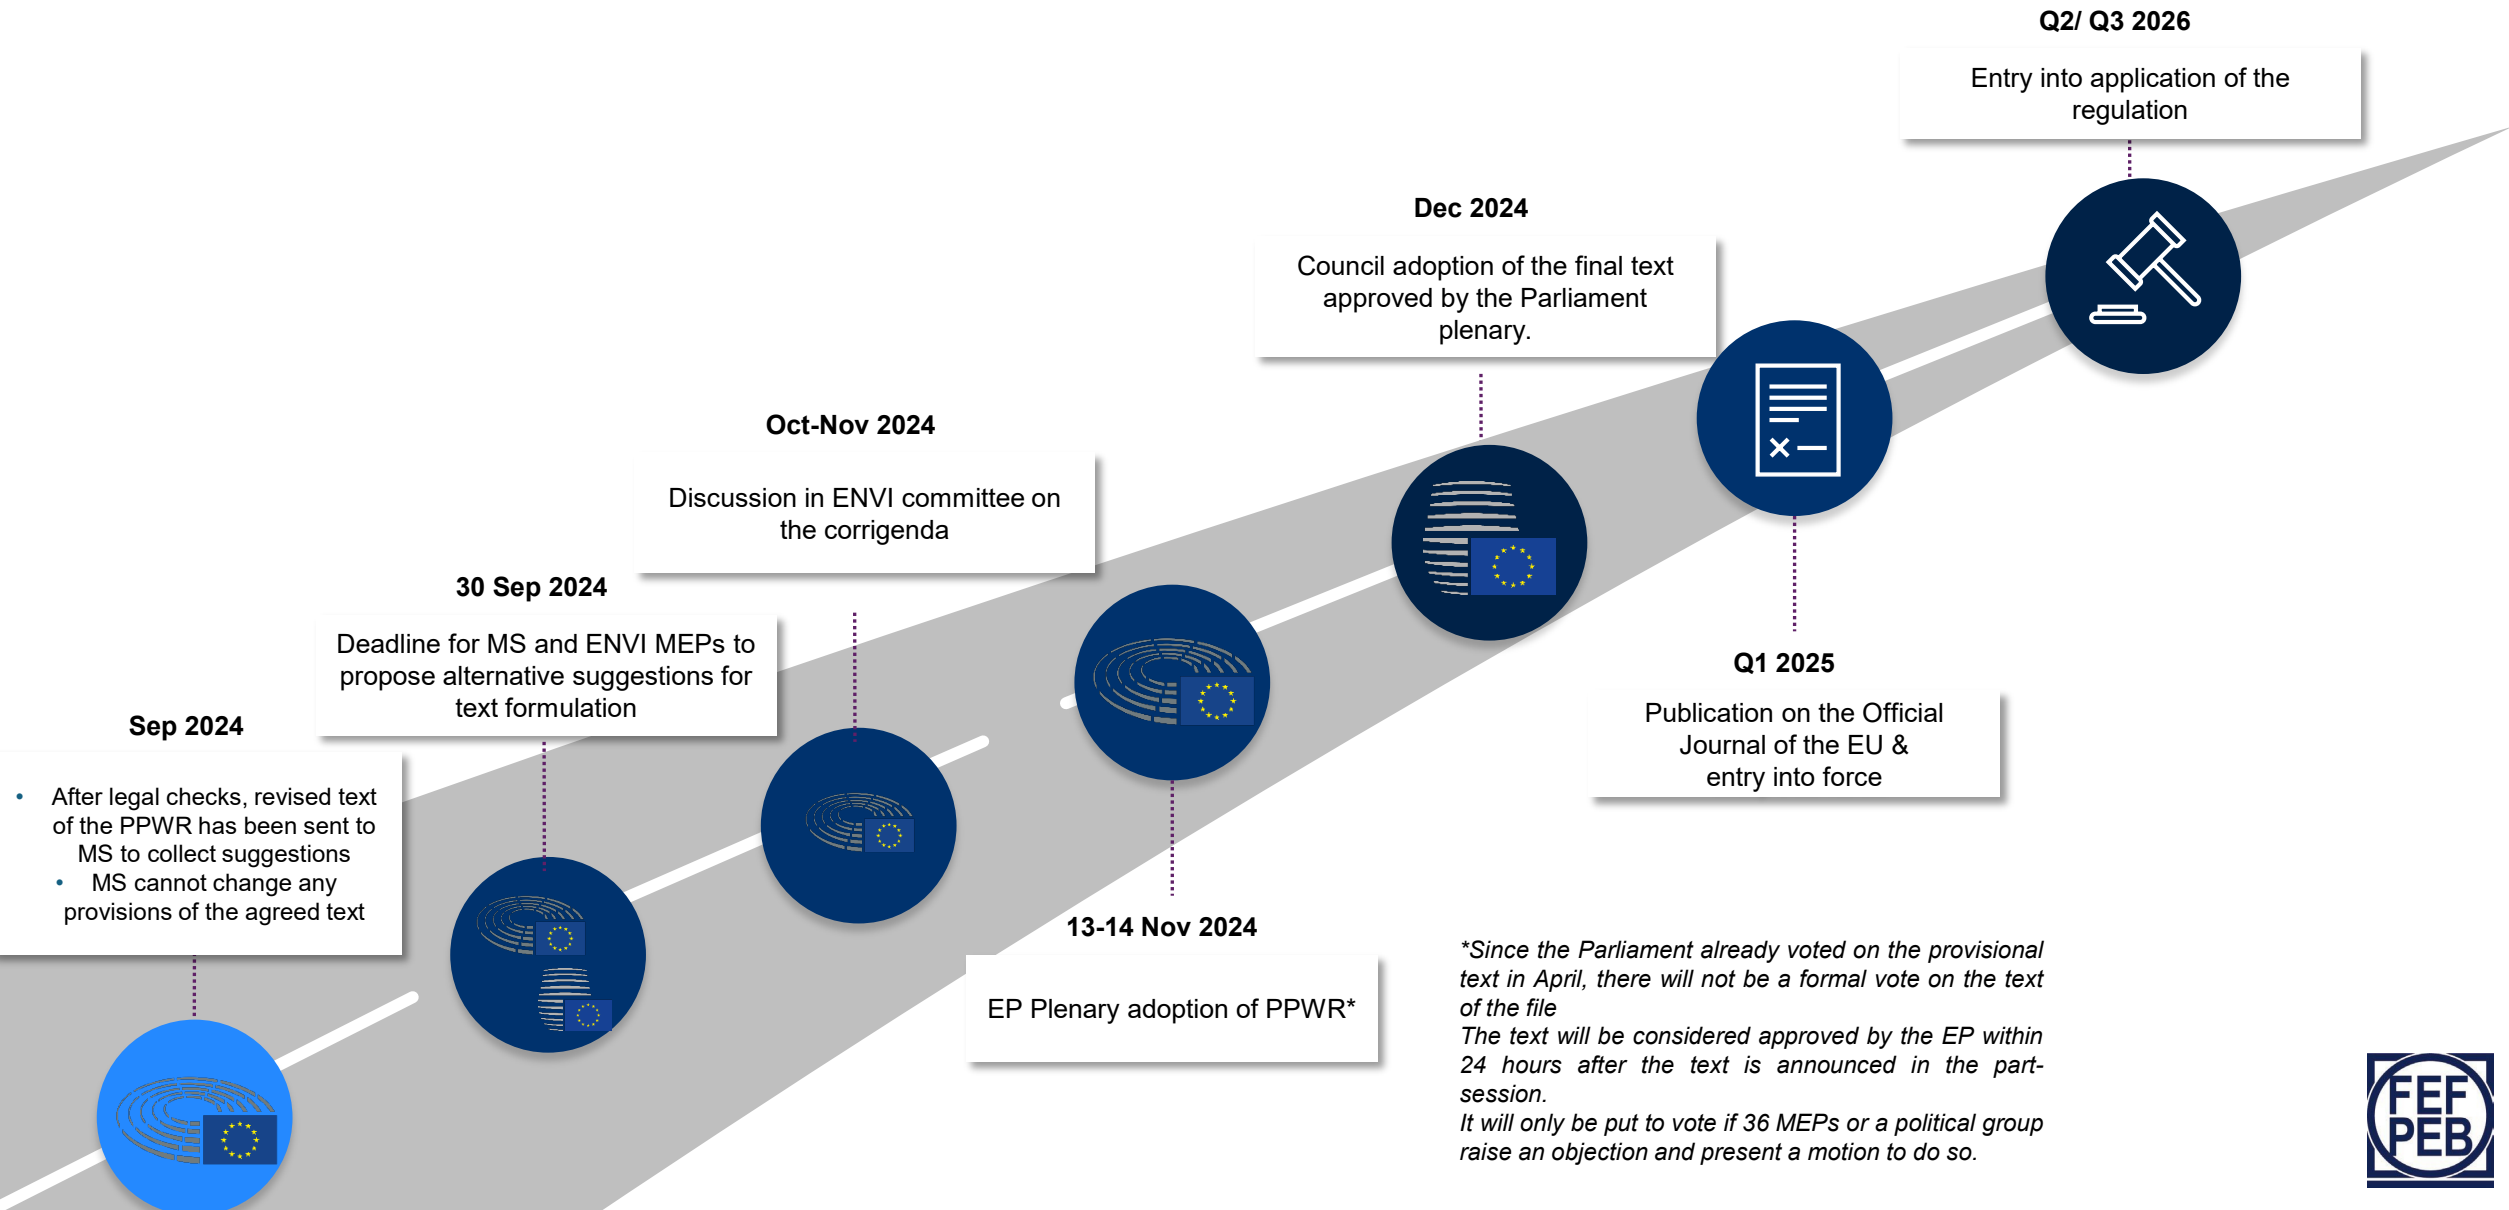 Sep 2024
• After legal checks, revised text
of the PPWR has been sent to
MS to collect suggestions
• MS cannot change any
provisions of the agreed text
30 Sep 2024
Deadline for MS and ENVI MEPs to
propose alternative suggestions for
text formulation
Oct-Nov 2024
Discussion in ENVI committee on
the corrigenda
13-14 Nov 2024
EP Plenary adoption of PPWR*
Dec 2024
Council adoption of the final text
approved by the Parliament
plenary.
Q1 2025
Publication on the Official
Journal of the EU &
entry into force
Q2/ Q3 2026
Entry into application of the
regulation
*Since the Parliament already voted on the provisional
text in April, there will not be a formal vote on the text
of the file
The text will be considered approved by the EP within
24 hours after the text is announced in the part-
session.
It will only be put to vote if 36 MEPs or a political group
raise an objection and present a motion to do so.
FEF
PEB